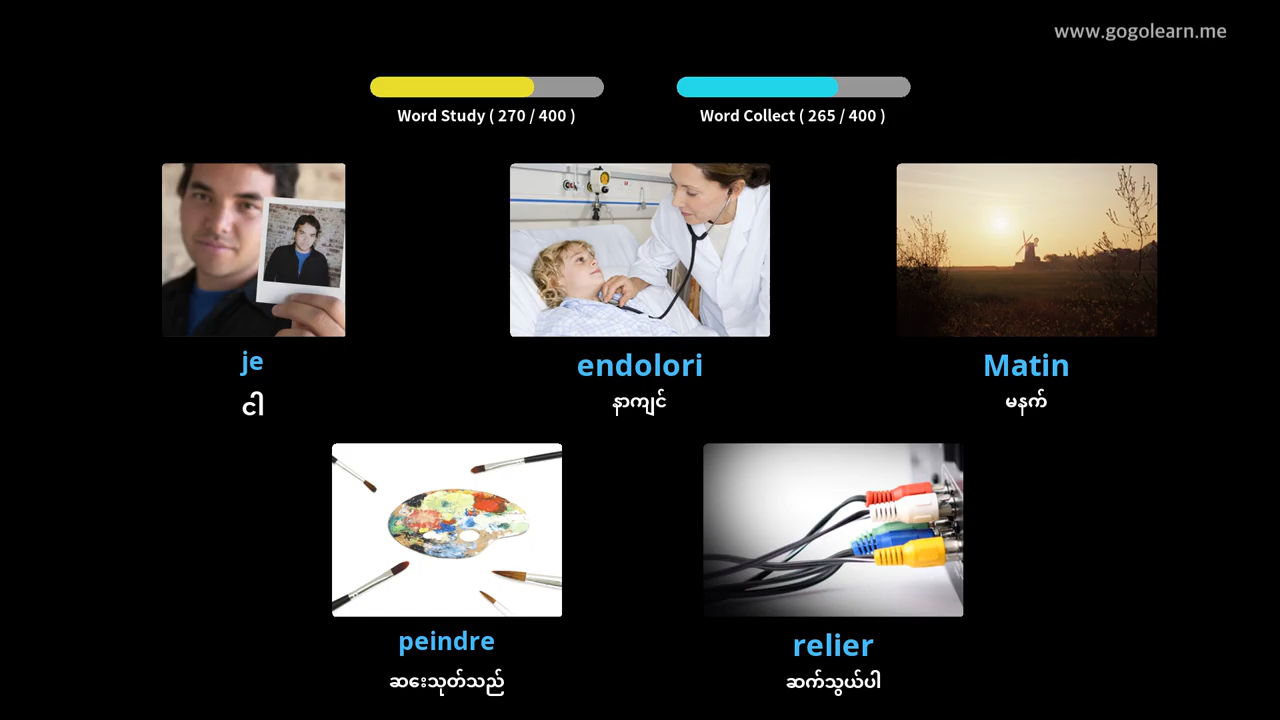 www.gogolearn.me
Word Study ( 270 / 400 )
Word Collect ( 265 / 400 )
je
ငါ
endolori
နာကျင်
Matin
မနက်
peindre
ဆေးသုတ်သည်
relier
ဆက်သွယ်ပါ